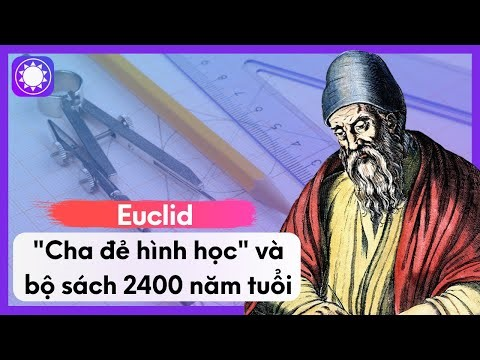 Euclid
"Cha đẻ hình học" và
bộ sách 2400 năm tuổi